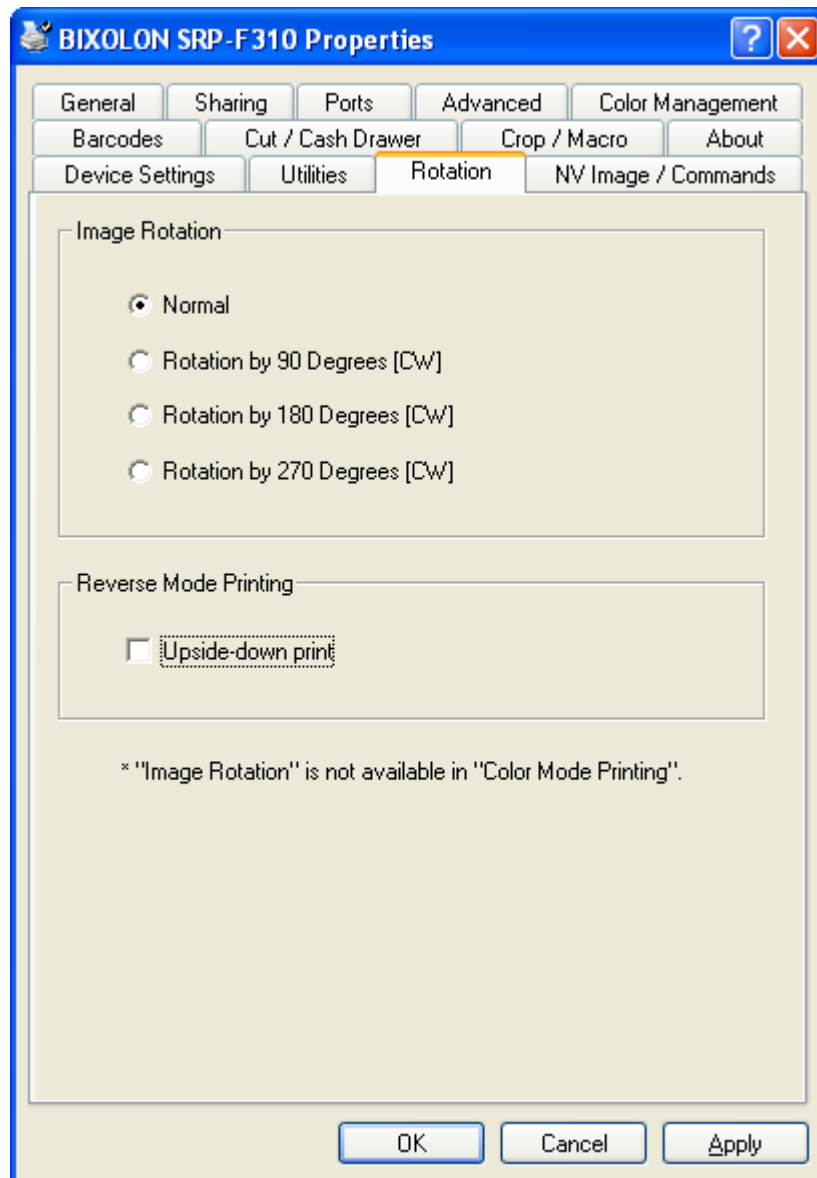 BIXOLON SRP-F310 Properties
General Sharing Ports Advanced Color Management
Barcodes Cut / Cash Drawer Crop / Macro About
Device Settings Utilities Rotation NV Image / Commands
Image Rotation
Normal
Rotation by 90 Degrees [CW]
Rotation by 180 Degrees [CW]
Rotation by 270 Degrees [CW]
Reverse Mode Printing
Upside-down print
* "Image Rotation" is not available in "Color Mode Printing".
OK Cancel Apply